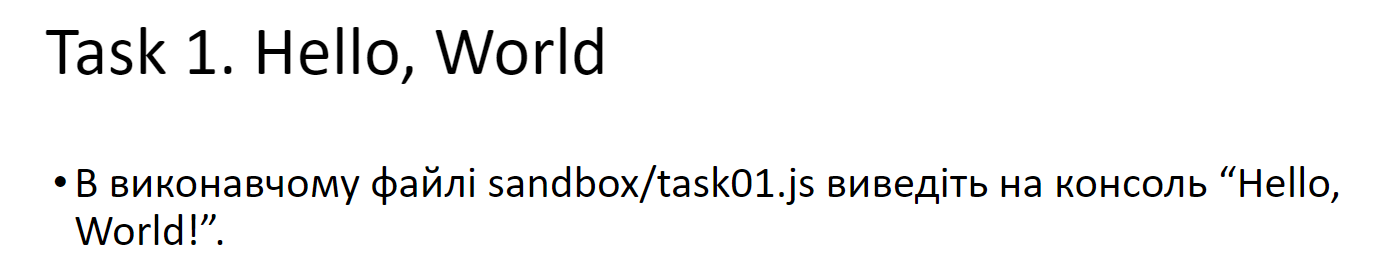 Task 1. Hello, World
• В виконавчому файлі sandbox/task01.js виведіть на консоль “Hello,
World!”.